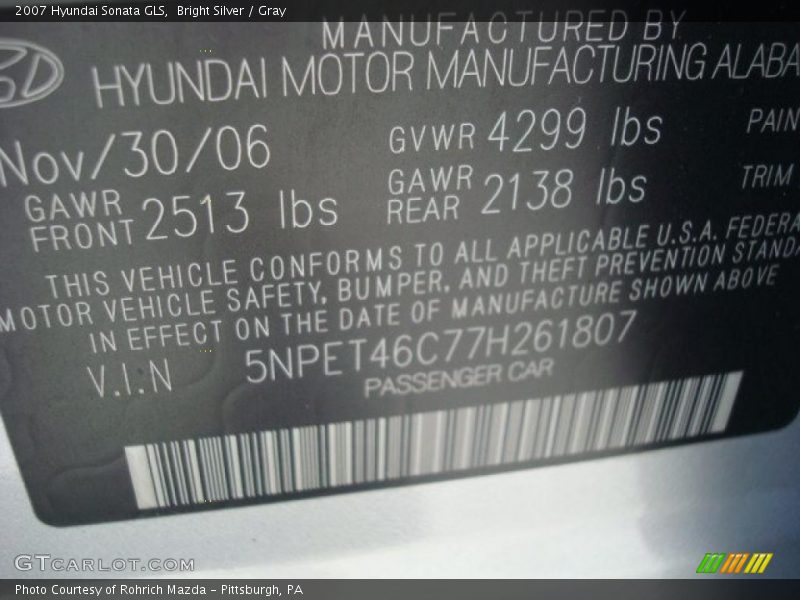 2007 Hyundai Sonata GLS, Bright Silver / Gray
MANUFACTURED BY
HYUNDAI MOTOR MANUFACTURING ALABA
Nov/30/06 GVWR 4299 lbs PAIN
GAWR FRONT 2513 lbs GAWR REAR 2138 lbs TRIM
THIS VEHICLE CONFORMS TO ALL APPLICABLE U.S.A. FEDERA
MOTOR VEHICLE SAFETY, BUMPER, AND THEFT PREVENTION STANDA
IN EFFECT ON THE DATE OF MANUFACTURE SHOWN ABOVE
V.I.N 5NPET46C77H261807
PASSENGER CAR
GTCARLOT.COM
Photo Courtesy of Rohrich Mazda - Pittsburgh, PA